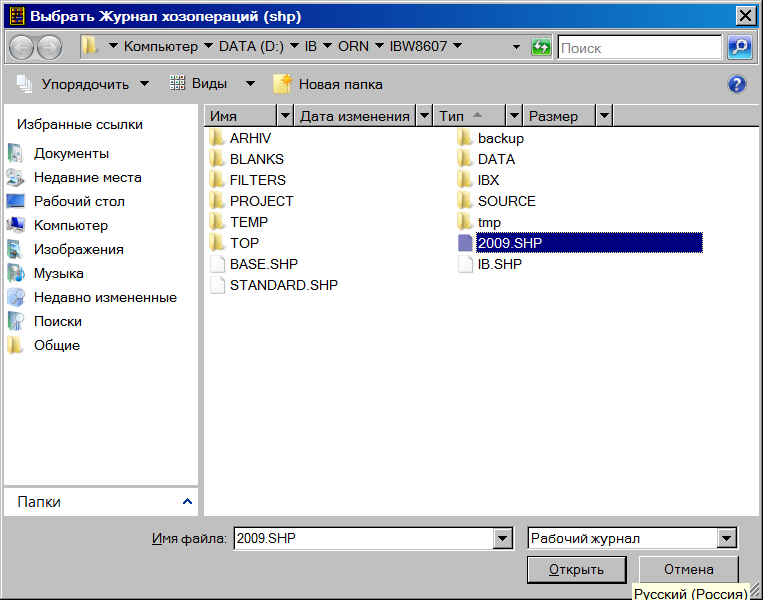 Выбрать Журнал хозопераций (shp)
Компьютер DATA (D:) IB ORN IBW8607 Поиск
Упорядочить Виды Новая папка
Избранные ссылки
Документы
Недавние места
Рабочий стол
Компьютер
Изображения
Музыка
Недавно измененные
Поиски
Общие
Папки
Имя Дата изменения Тип Размер
ARHIV backup
BLANKS DATA
FILTERS IBX
PROJECT SOURCE
TEMP tmp
TOP 2009.SHP
BASE.SHP IB.SHP
STANDARD.SHP
Имя файла: 2009.SHP Рабочий журнал
Открыть Отмена
Русский (Россия)